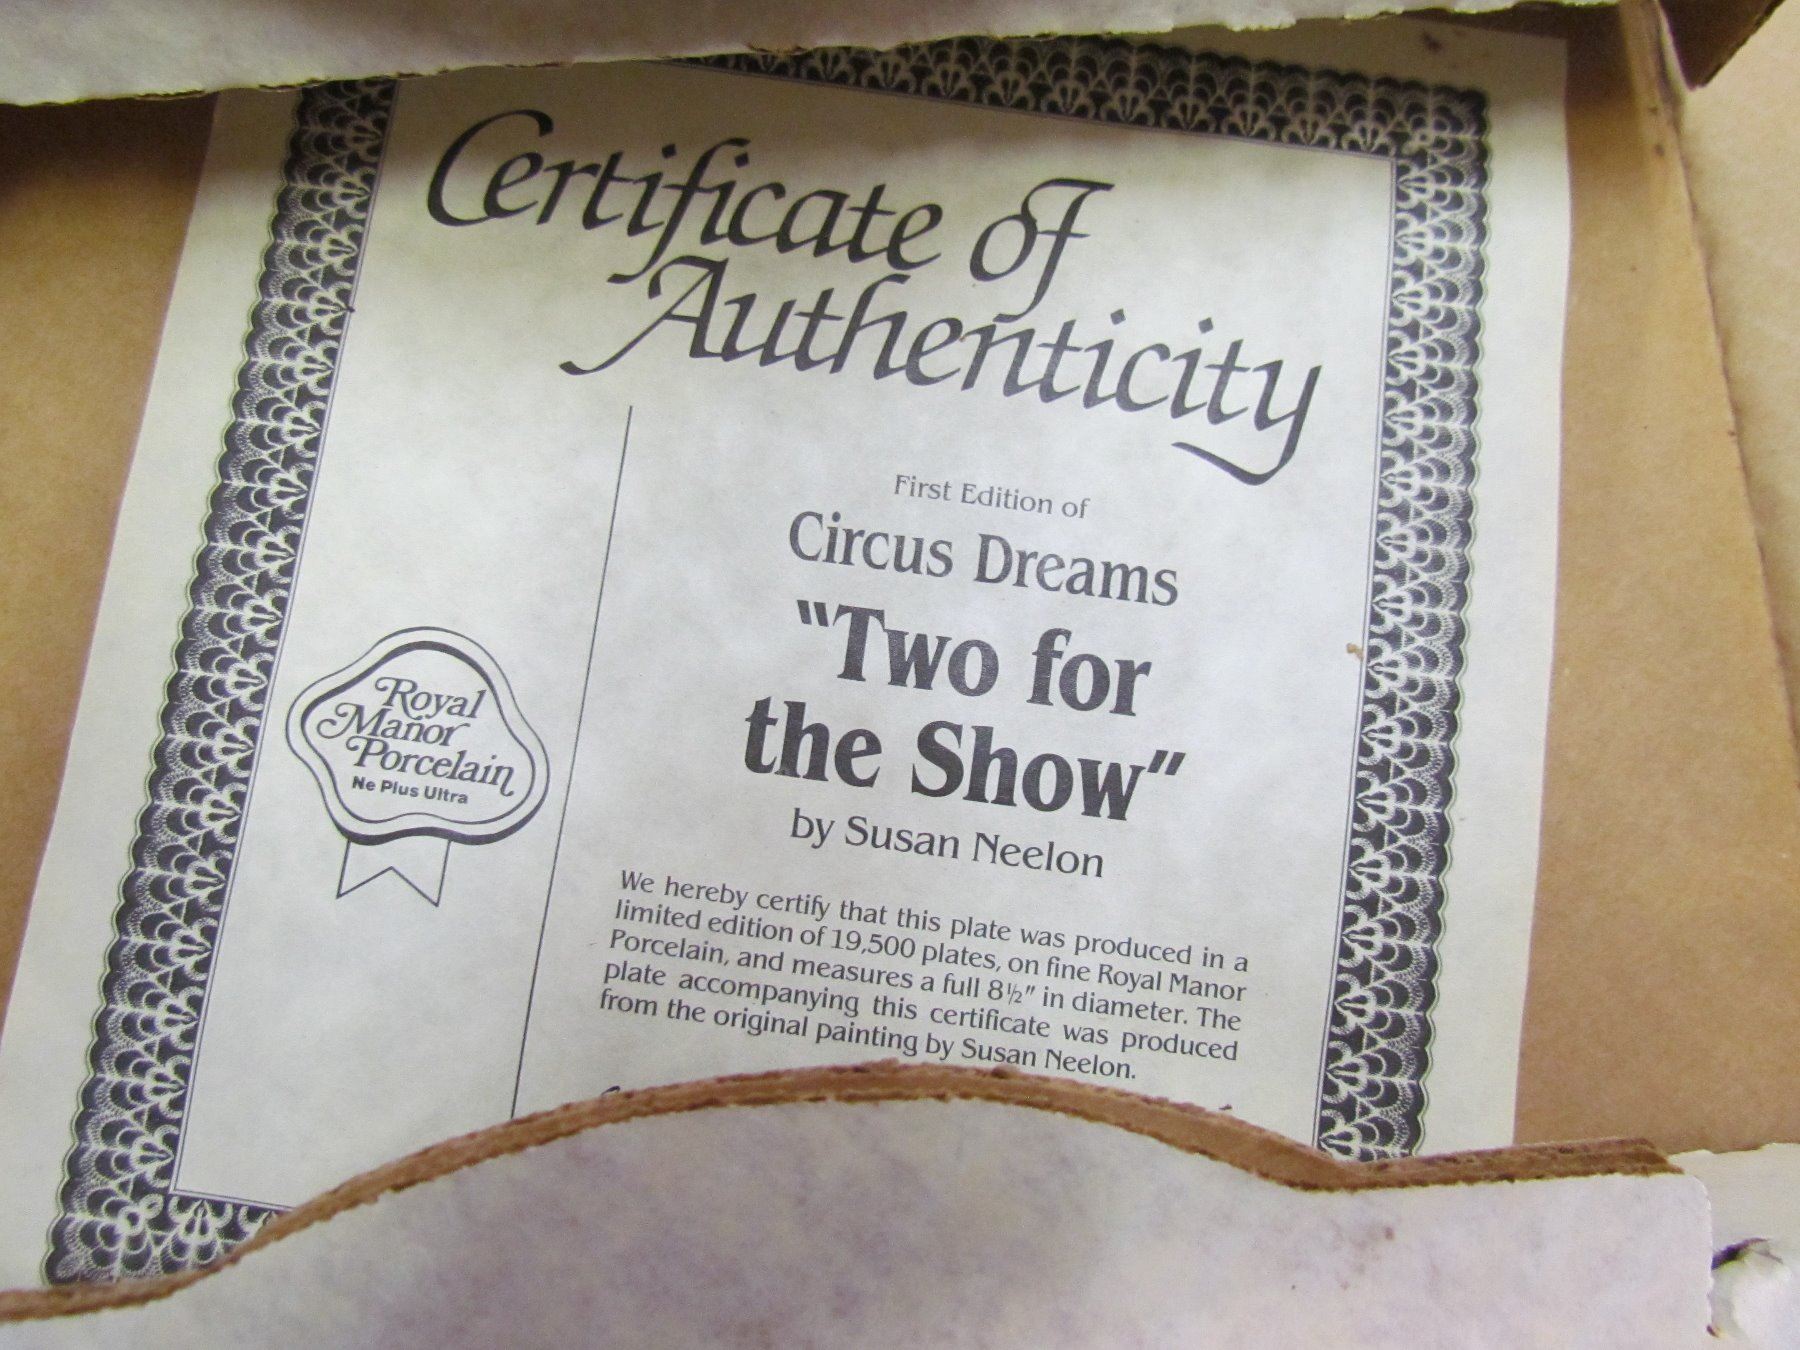 Certificate of
Authenticity
First Edition of
Circus Dreams
"Two for
the Show"
by Susan Neelon
We hereby certify that this plate was produced in a
limited edition of 19,500 plates, on fine Royal Manor
Porcelain, and measures a full 8½" in diameter. The
plate accompanying this certificate was produced
from the original painting by Susan Neelon.
Royal
Manor
Porcelain
Ne Plus Ultra